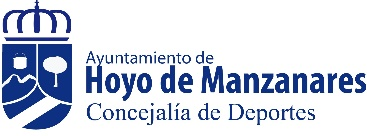 Ayuntamiento de
Hoyo de Manzanares
Concejalía de Deportes